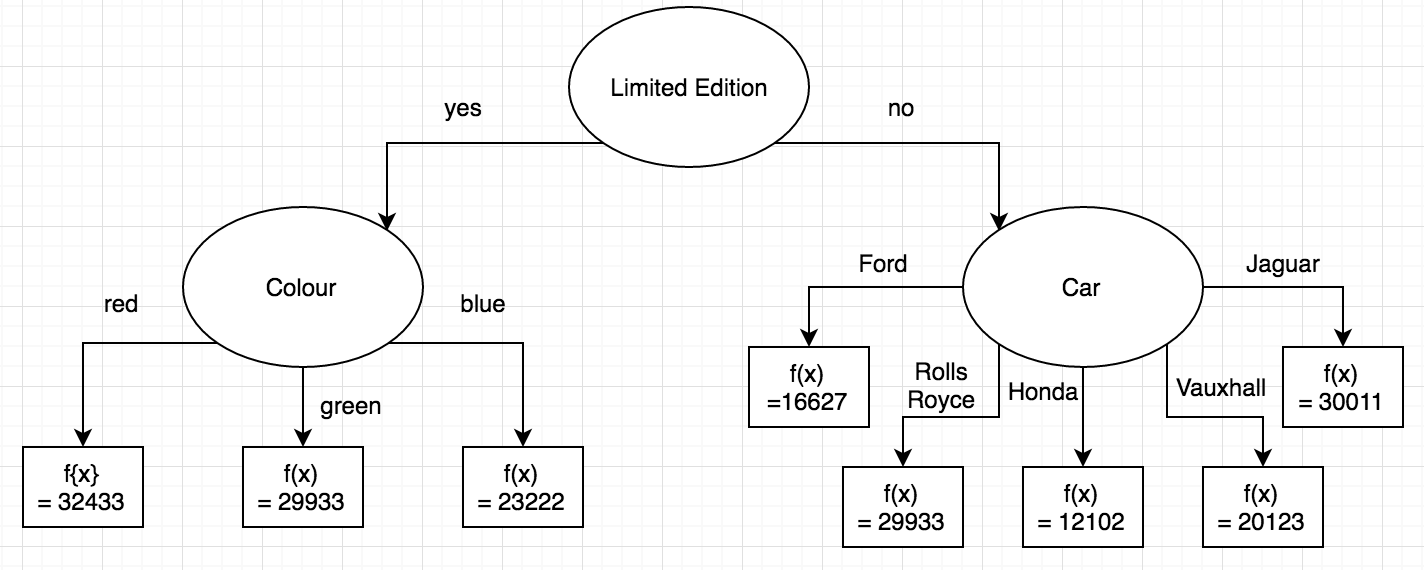 Limited Edition
yes
no
Colour
Car
red
green
blue
Ford
Rolls
Royce
Honda
Vauxhall
Jaguar
f{x}
= 32433
f(x)
= 29933
f(x)
= 23222
f(x)
=16627
f(x)
= 29933
f(x)
= 12102
f(x)
= 20123
f(x)
= 30011